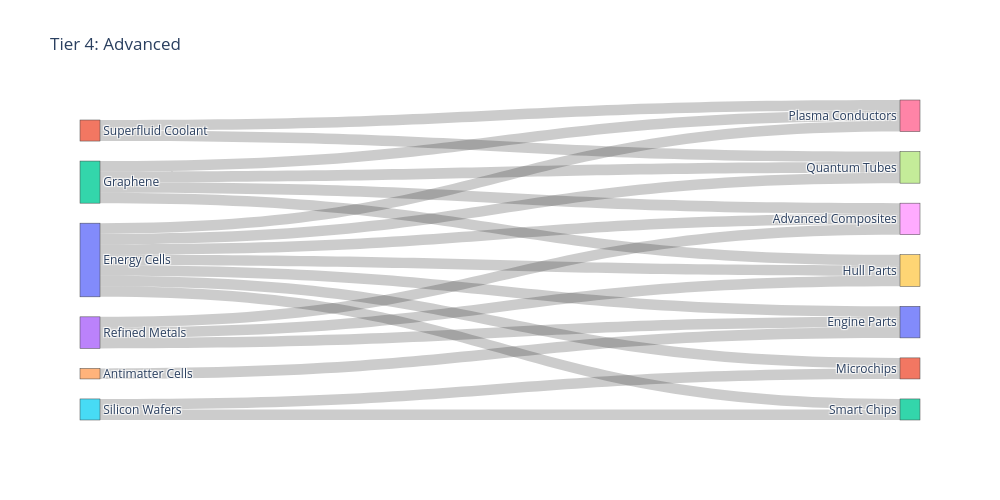 Tier 4: Advanced
Superfluid Coolant
Graphene
Energy Cells
Refined Metals
Antimatter Cells
Silicon Wafers
Plasma Conductors
Quantum Tubes
Advanced Composites
Hull Parts
Engine Parts
Microchips
Smart Chips